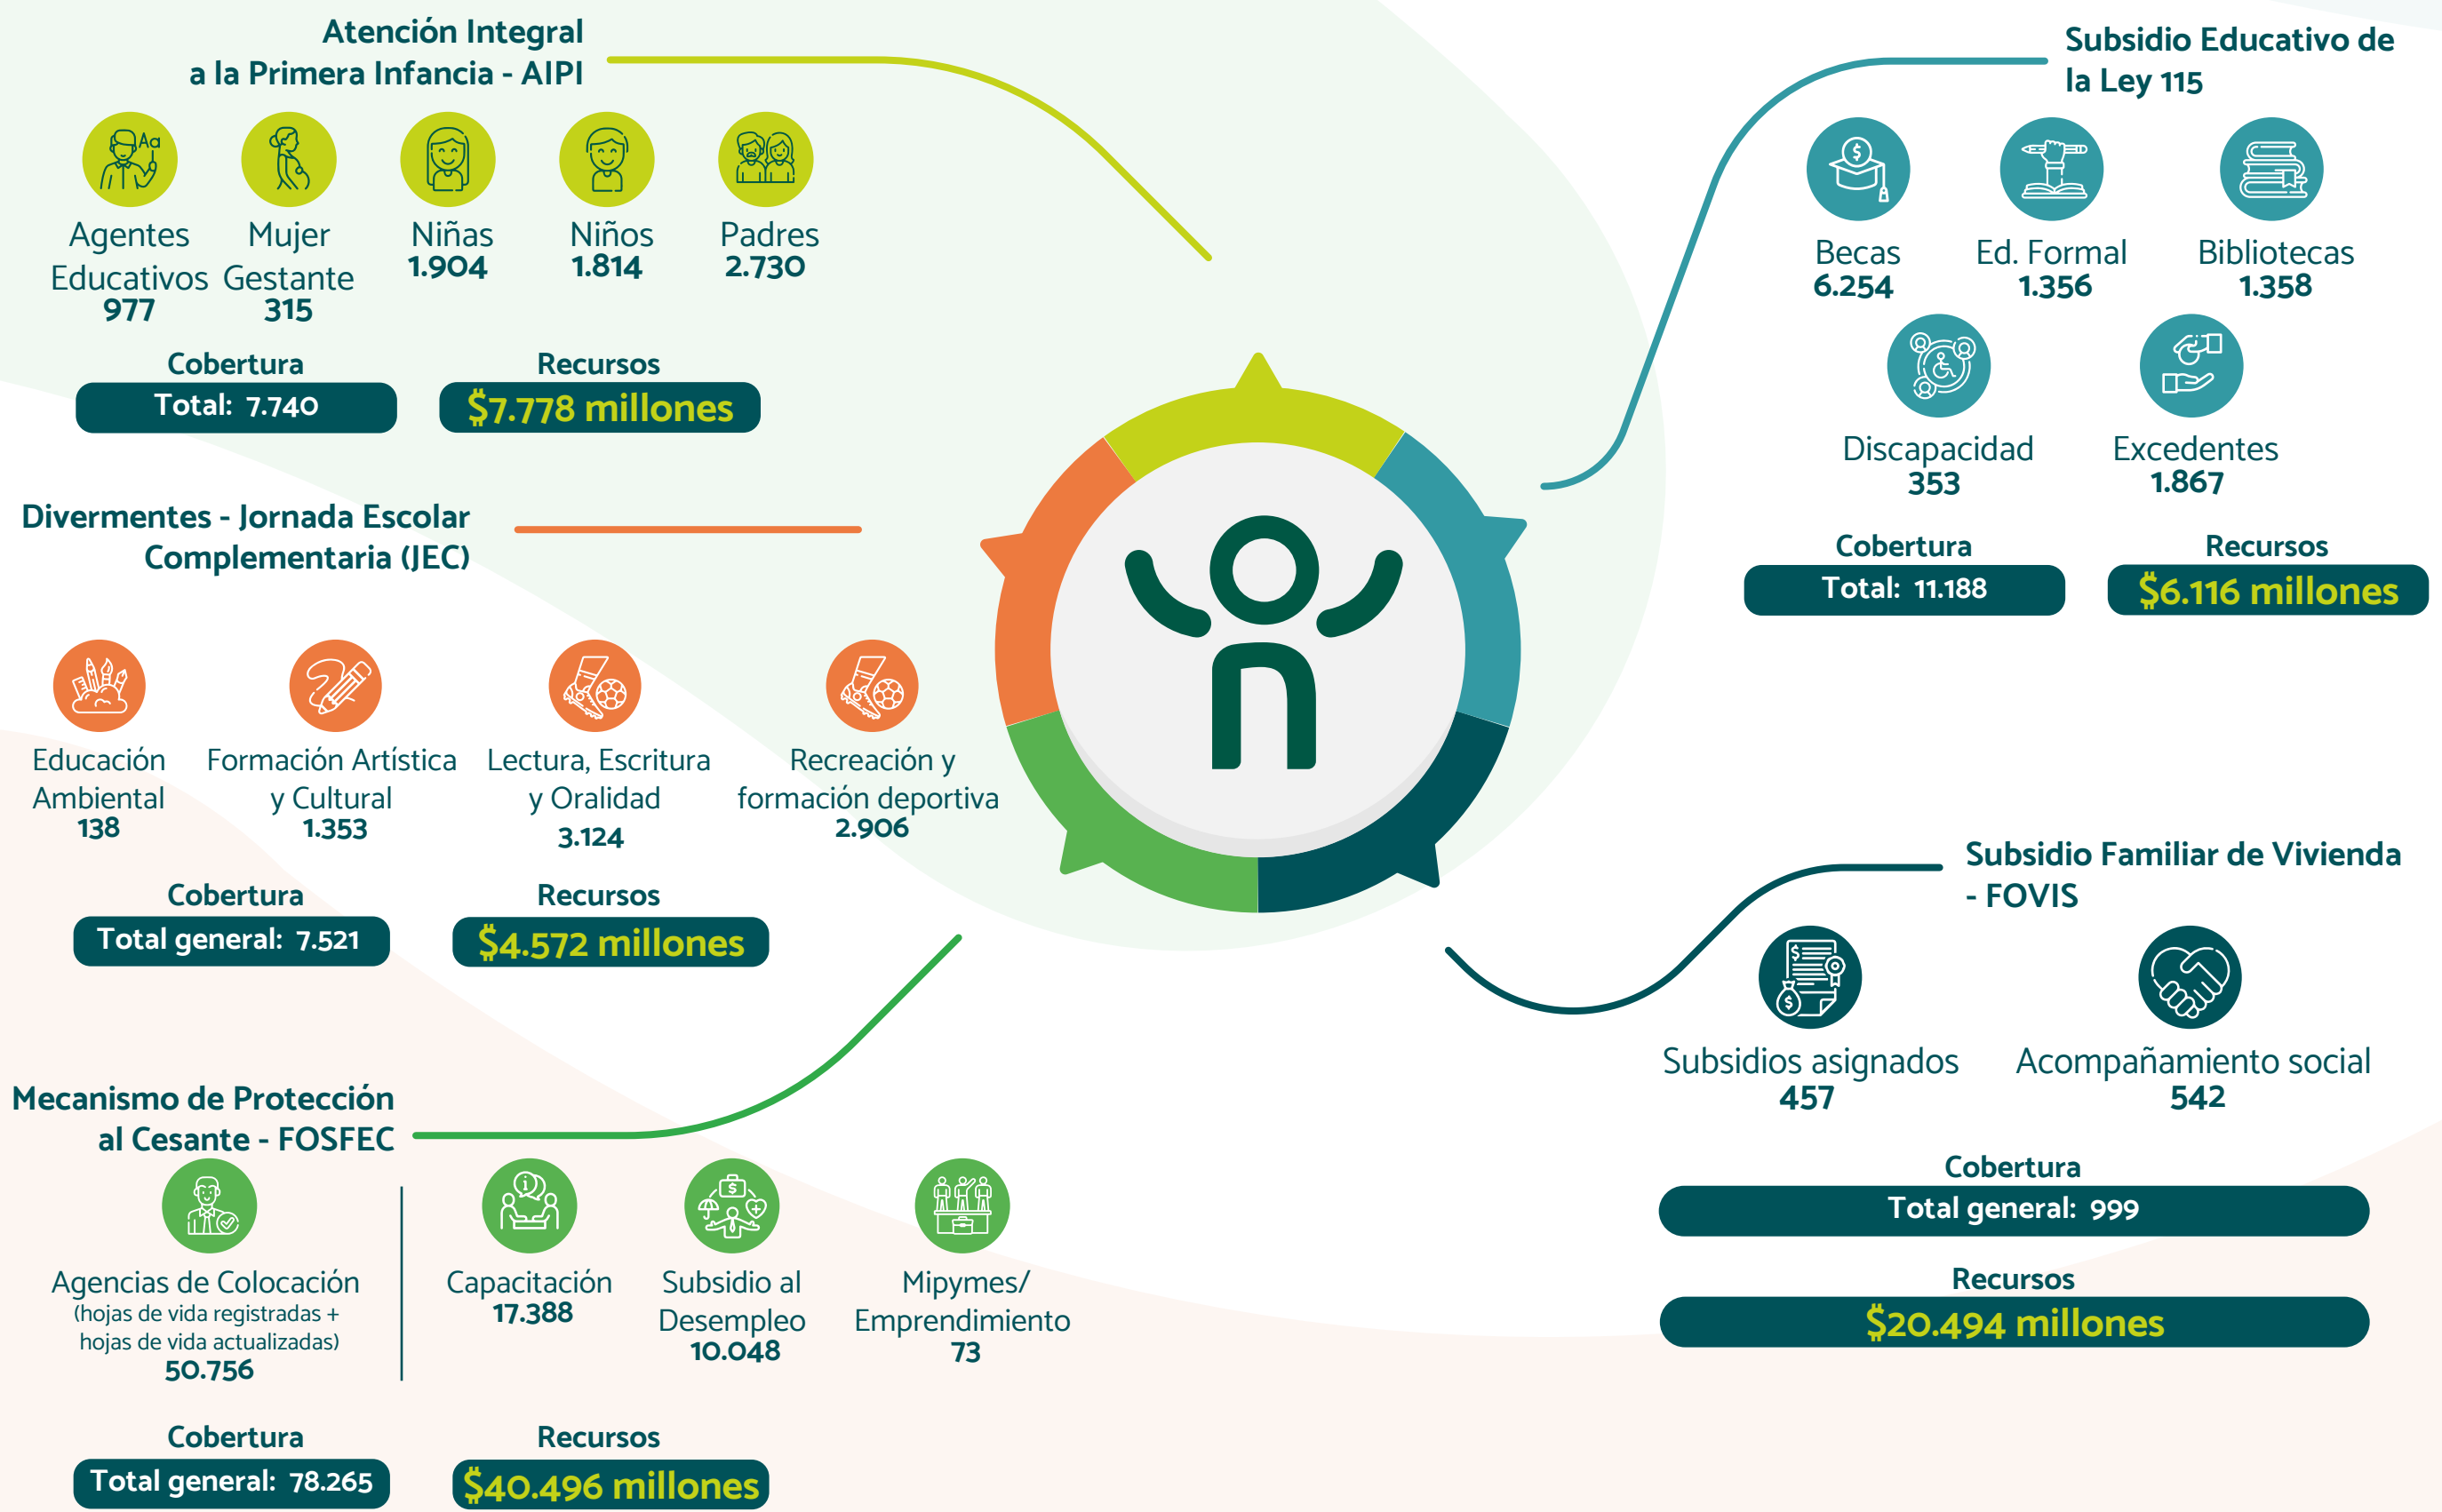 Atención Integral
a la Primera Infancia - AIPI
Aa
Agentes
Educativos
977
Mujer
Gestante
315
Niñas
1.904
Niños
1.814
Padres
2.730
Cobertura
Total: 7.740
Recursos
$7.778 millones
Subsidio Educativo de
la Ley 115
Becas
6.254
Ed. Formal
1.356
Bibliotecas
1.358
Discapacidad
353
Excedentes
1.867
Cobertura
Total: 11.188
Recursos
$6.116 millones
Divermentes - Jornada Escolar
Complementaria (JEC)
Educación
Ambiental
138
Formación Artística
y Cultural
1.353
Lectura, Escritura
y Oralidad
3.124
Recreación y
formación deportiva
2.906
Cobertura
Total general: 7.521
Recursos
$4.572 millones
Subsidio Familiar de Vivienda
- FOVIS
Subsidios asignados
457
Acompañamiento social
542
Cobertura
Total general: 999
Recursos
$20.494 millones
Mecanismo de Protección
al Cesante - FOSFEC
Agencias de Colocación
(hojas de vida registradas +
hojas de vida actualizadas)
50.756
Capacitación
17.388
Subsidio al
Desempleo
10.048
Mipymes/
Emprendimiento
73
Cobertura
Total general: 78.265
Recursos
$40.496 millones